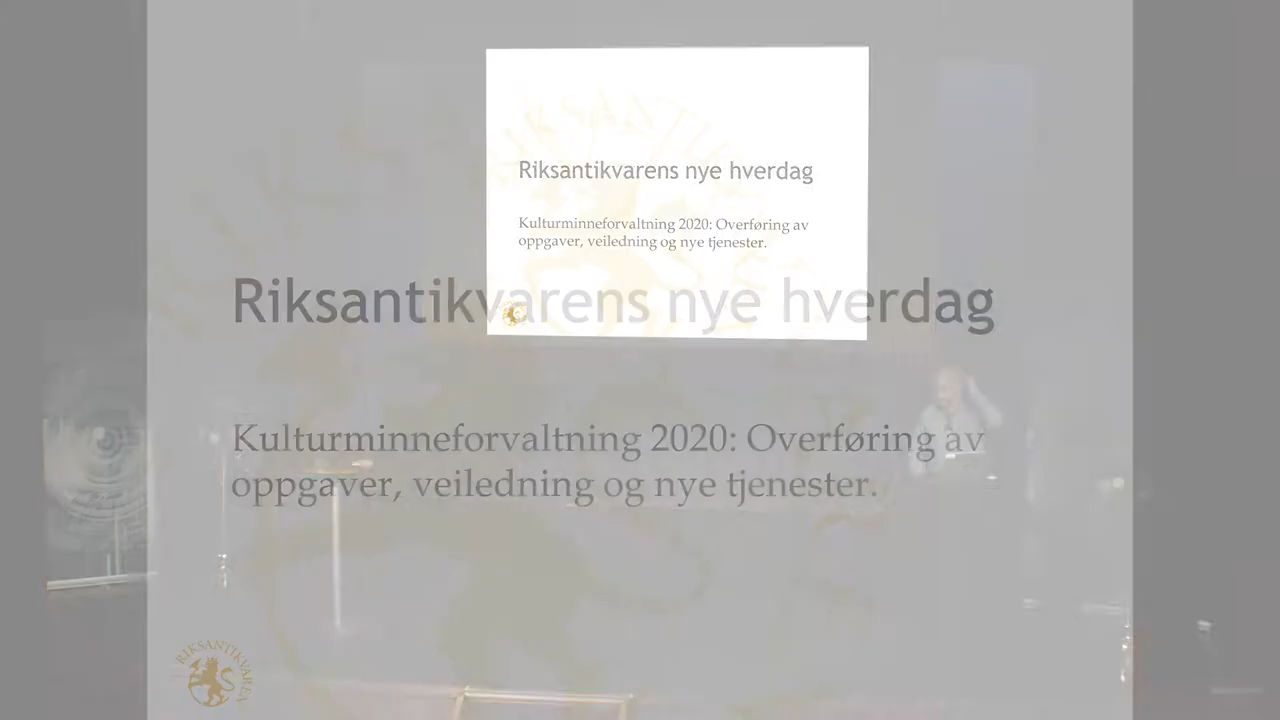 Riksantikvarens nye hverdag
Kulturminneforvaltning 2020: Overføring av
oppgaver, veiledning og nye tjenester.
Riksantikvarens nye hverdag
Kulturminneforvaltning 2020: Overføring av
oppgaver, veiledning og nye tjenester.
RIKSANTIKVAREN